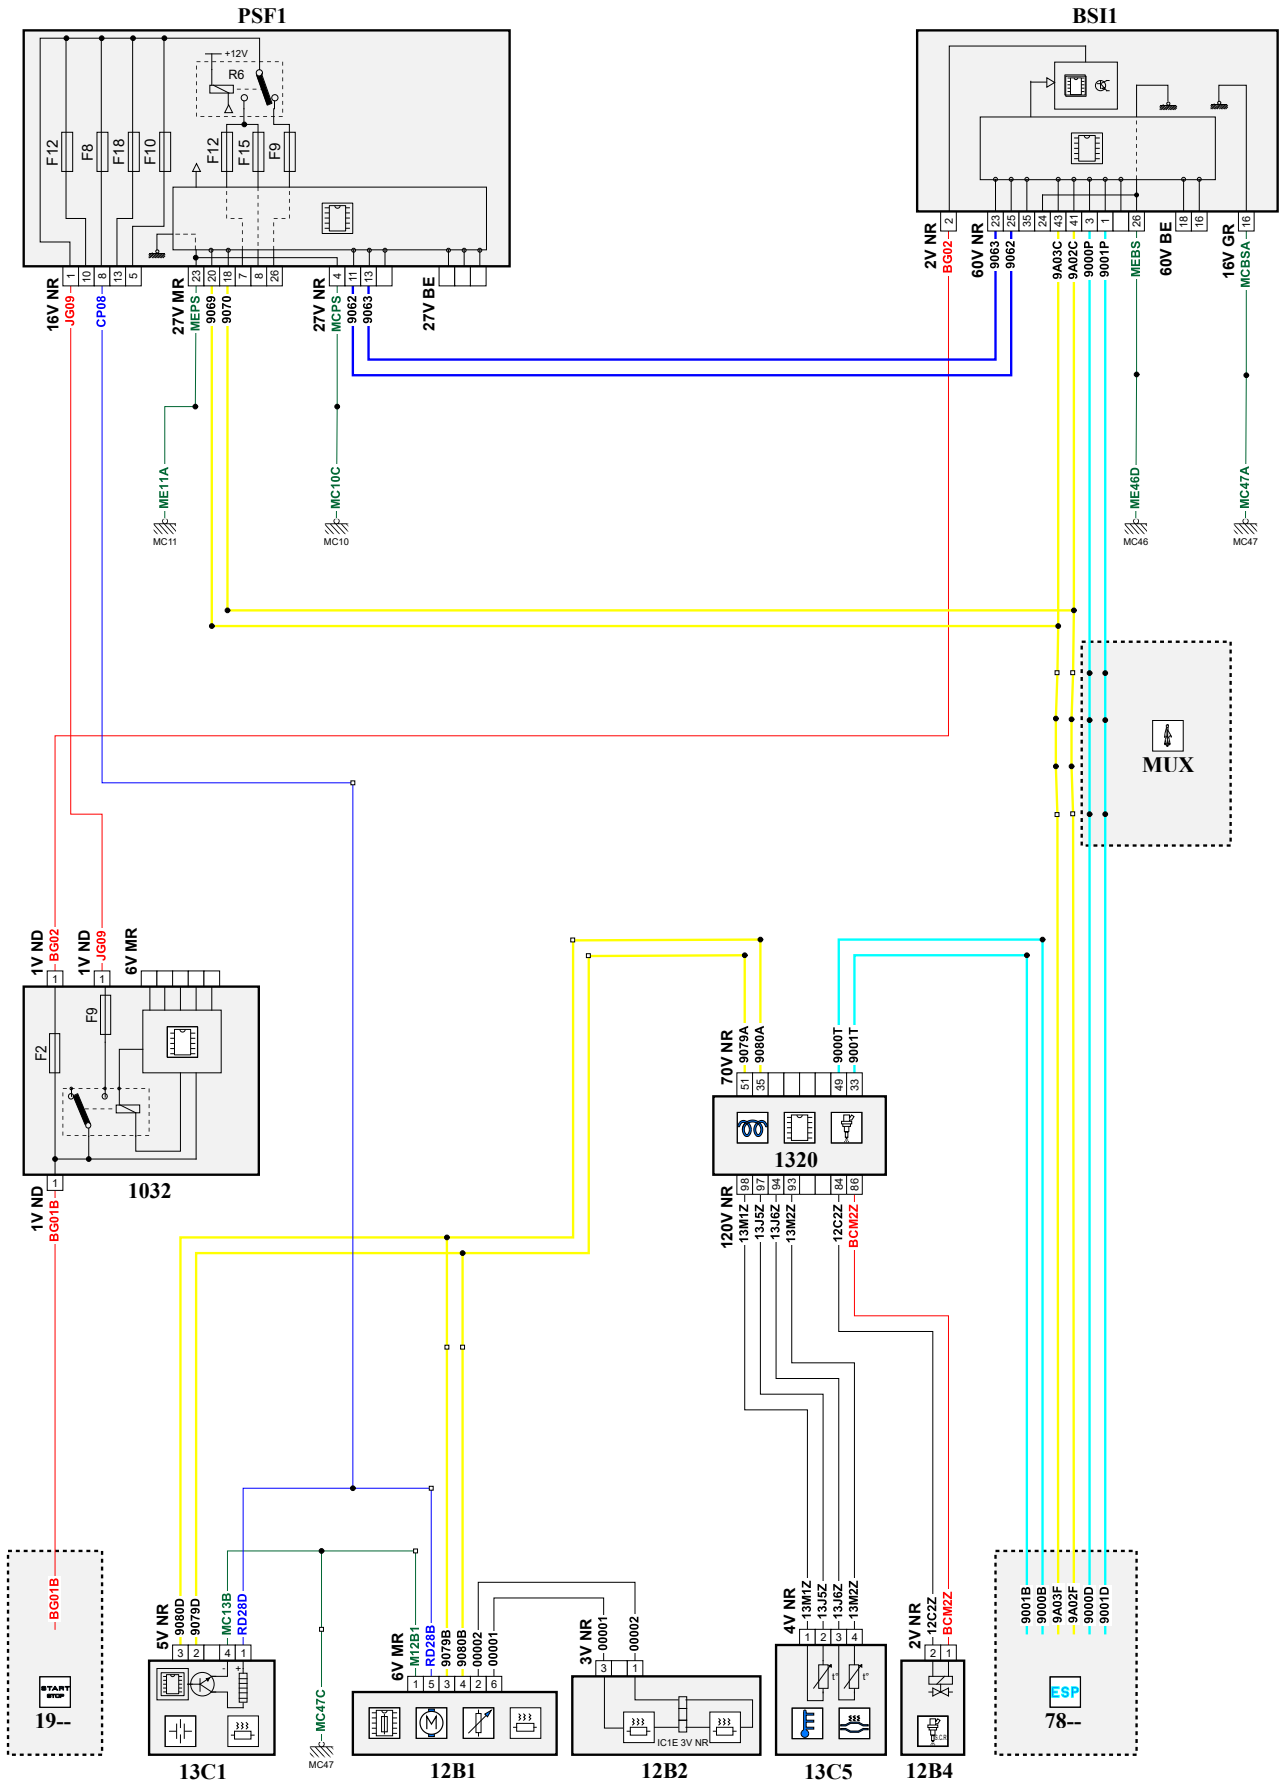 PSF1
BSI1
+12V
R6
F12
F8
F18
F10
F12
F15
F9
1 10 8 13 5
23 20 18 7 8 26
4 11 13
2
23 25 35 24 43 41 3 1 26
18 16
16
16V NR
JG09
CP08
27V MR
MEPS
9069
9070
27V NR
MCPS
9062
9063
27V BE
2V NR
BG02
60V NR
9063
9062
9A03C
9A02C
9000P
9001P
MEBS
60V BE
16V GR
MCBSA
ME11A
MC11
MC10C
MC10
ME46D
MC46
MC47A
MC47
MUX
1V ND
BG02
1V ND
JG09
6V MR
1
1
F2
F9
1
1032
1V ND
BG01B
70V NR
9079A
9080A
9000T
9001T
51 35 49 33
1320
98 97 94 93 84 86
120V NR
13M1Z
13J5Z
13J6Z
13M2Z
12C2Z
BCM2Z
BG01B
START
STOP
19--
5V NR
9080D
9079D
MC13B
RD28D
3 2 4 1
- +
13C1
MC47C
MC47
6V MR
M12B1
RD28B
9079B
9080B
00002
00001
1 5 3 4 2 6
M
12B1
3V NR
00001
00002
3 1
IC1E 3V NR
12B2
4V NR
13M1Z
13J5Z
13J6Z
13M2Z
1 2 3 4
t°
t°
13C5
2V NR
12C2Z
BCM2Z
2 1
S.C.R
12B4
9001B
9000B
9A03F
9A02F
9000D
9001D
ESP
78--